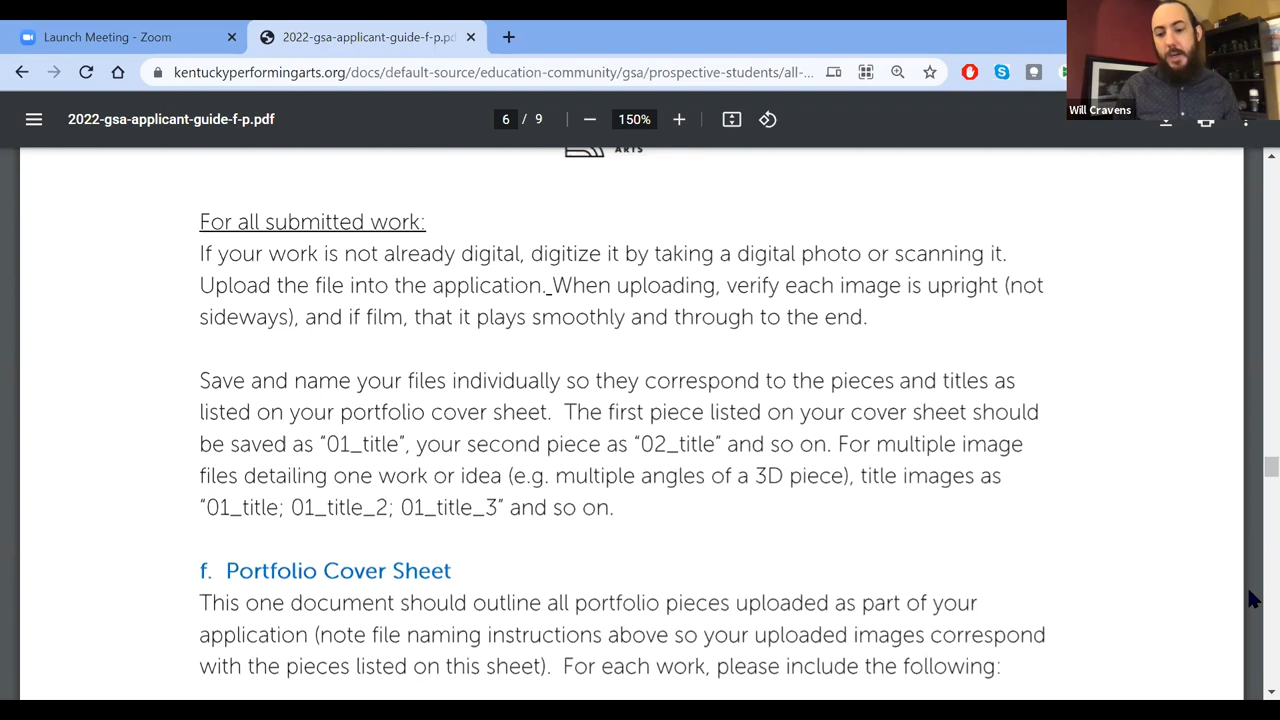 Launch Meeting - Zoom
2022-gsa-applicant-guide-f-p.pd
kentuckyperformingarts.org/docs/default-source/education-community/gsa/prospective-students/all-...
Will Cravens
2022-gsa-applicant-guide-f-p.pdf
6 / 9
150%
ARTS
For all submitted work:
If your work is not already digital, digitize it by taking a digital photo or scanning it.
Upload the file into the application. When uploading, verify each image is upright (not
sideways), and if film, that it plays smoothly and through to the end.
Save and name your files individually so they correspond to the pieces and titles as
listed on your portfolio cover sheet.  The first piece listed on your cover sheet should
be saved as “01_title”, your second piece as “02_title” and so on. For multiple image
files detailing one work or idea (e.g. multiple angles of a 3D piece), title images as
“01_title; 01_title_2; 01_title_3” and so on.
f.  Portfolio Cover Sheet
This one document should outline all portfolio pieces uploaded as part of your
application (note file naming instructions above so your uploaded images correspond
with the pieces listed on this sheet).  For each work, please include the following: